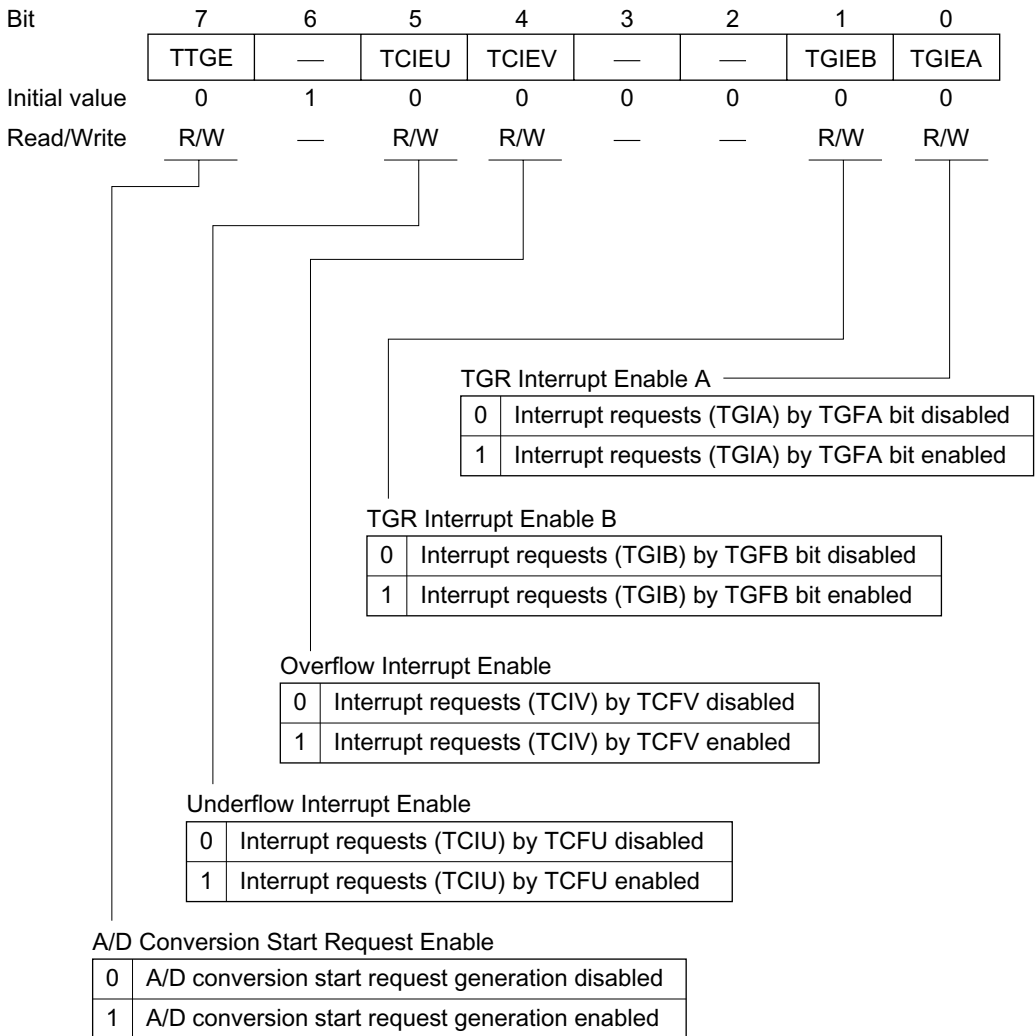 Bit 7 6 5 4 3 2 1 0
TTGE — TCIEU TCIEV — — TGIEB TGIEA
Initial value 0 1 0 0 0 0 0 0
Read/Write R/W — R/W R/W — — R/W R/W
TGR Interrupt Enable A
0 Interrupt requests (TGIA) by TGFA bit disabled
1 Interrupt requests (TGIA) by TGFA bit enabled
TGR Interrupt Enable B
0 Interrupt requests (TGIB) by TGFB bit disabled
1 Interrupt requests (TGIB) by TGFB bit enabled
Overflow Interrupt Enable
0 Interrupt requests (TCIV) by TCFV disabled
1 Interrupt requests (TCIV) by TCFV enabled
Underflow Interrupt Enable
0 Interrupt requests (TCIU) by TCFU disabled
1 Interrupt requests (TCIU) by TCFU enabled
A/D Conversion Start Request Enable
0 A/D conversion start request generation disabled
1 A/D conversion start request generation enabled